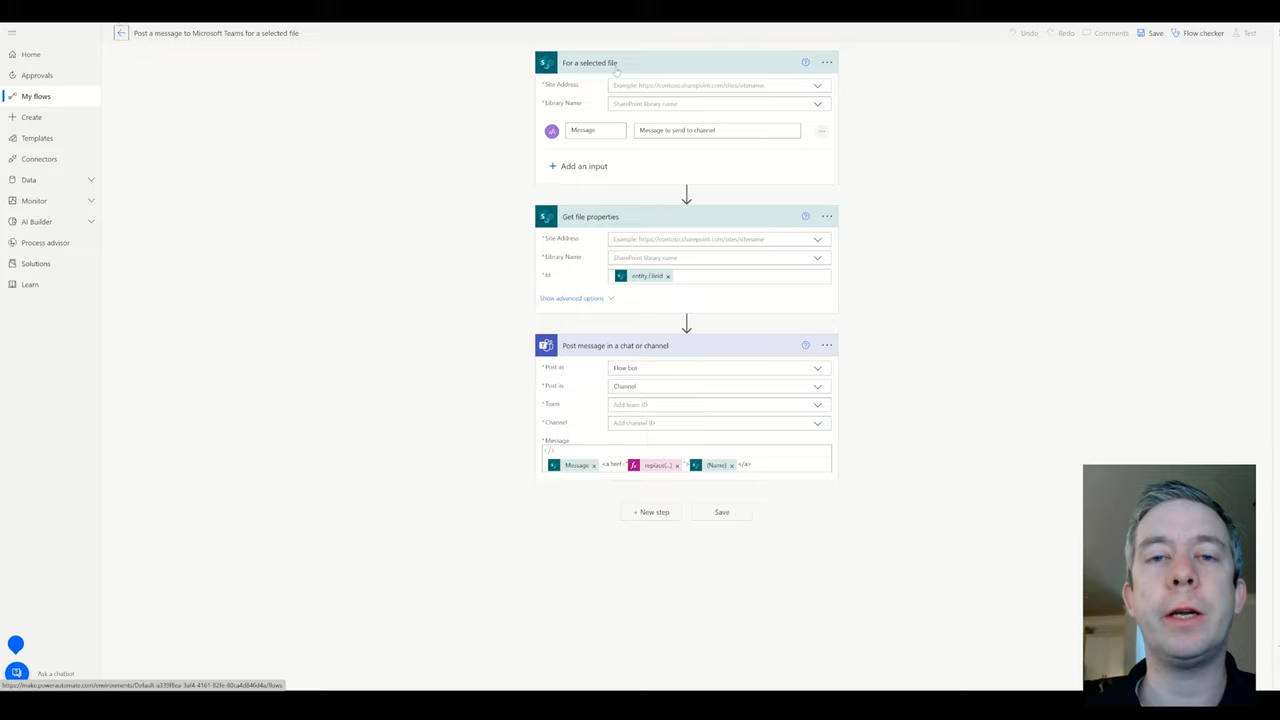 Post a message to Microsoft Teams for a selected file
Undo
Redo
Comments
Save
Flow checker
Test
Home
Approvals
My flows
Create
Templates
Connectors
Data
Monitor
AI Builder
Process advisor
Solutions
Learn
For a selected file
* Site Address
Example: https://contoso.sharepoint.com/sites/sitename
* Library Name
SharePoint library name
Message
Message to send to channel
+ Add an input
Get file properties
* Site Address
Example: https://contoso.sharepoint.com/sites/sitename
* Library Name
SharePoint library name
* Id
entity.fileId ×
Show advanced options
Post message in a chat or channel
* Post as
Flow bot
* Post in
Channel
* Team
Add team ID
* Channel
Add channel ID
* Message
</>
Message × <a href=" fx replace(...) × "> {Name} × </a>
+ New step
Save
Ask a chatbot